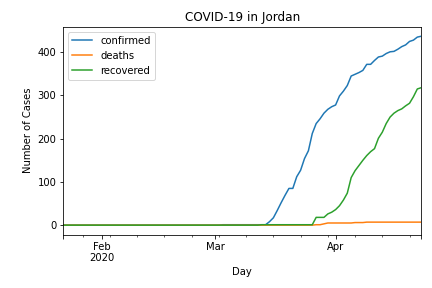 COVID-19 in Jordan
confirmed
deaths
recovered
Number of Cases
400
300
200
100
0
Feb Mar Apr
2020
Day